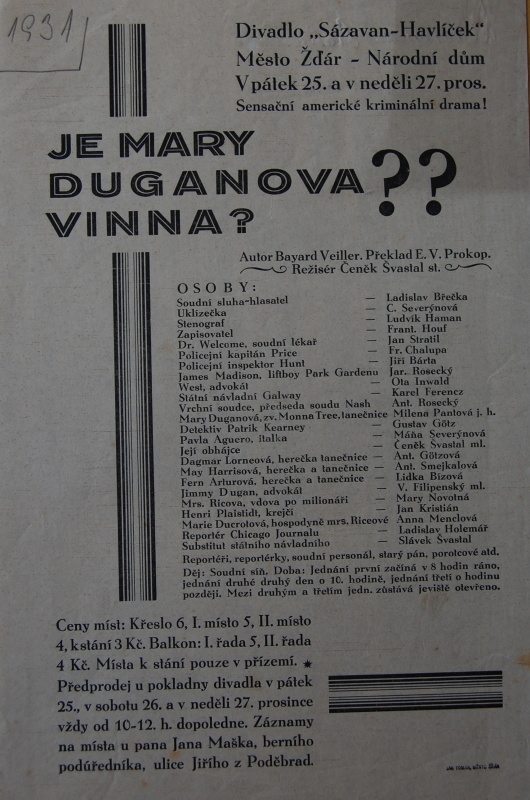 1931
Divadlo „Sázavan-Havlíček“
Město Žďár - Národní dům
V pátek 25. a v neděli 27. pros.
Sensační americké kriminální drama!
JE MARY
DUGANOVA ??
VINNA?
Autor Bayard Veiller. Překlad E. V. Prokop.
Režisér Čeněk Švastal st.
OSOBY:
Soudní sluha-hlasatel — Ladislav Břečka
Uklízečka — C. Severýnová
Stenograf — Ludvík Haman
Zapisovatel — Frant. Houf
Dr. Welcome, soudní lékař — Jan Stratil
Policejní kapitán Price — Fr. Chalupa
Policejní inspektor Hunt — Jiří Bárta
James Madison, liftboy Park Gardenu Jar. Rosecký
West, advokát — Ota Inwald
Státní návladní Galway — Karel Ferencz
Vrchní soudce, předseda soudu Nash Ant. Rosecký
Mary Duganová, zv. Monna Tree, tanečnice Milena Pantová j. h.
Detektiv Patrik Kearney — Gustav Götz
Pavla Aguero, italka — Máňa Severýnová
Její obhájce — Čeněk Švastal ml.
Dagmar Lorneová, herečka tanečnice — Ant. Götzová
May Harrisová, herečka a tanečnice — Ant. Smejkalová
Fern Arturová, herečka a tanečnice — Lidka Bízová
Jimmy Dugan, advokát — V. Filipenský ml.
Mrs. Ricova, vdova po milionáři — Mary Novotná
Henri Plaistidt, krejčí — Jan Kristián
Marie Ducrotová, hospodyně mrs. Riceové Anna Menclová
Reportér Chicago Journalu — Ladislav Holemář
Substitut státního návladního — Slávek Švastal
Reportéři, reportérky, soudní personál, starý pán, porotcové atd.
Děj: Soudní síň. Doba: Jednání první začíná v 8 hodin ráno,
jednání druhé druhý den o 10. hodině, jednání třetí o hodinu
později. Mezi druhým a třetím jedn. zůstává jeviště otevřeno.
Ceny míst: Křeslo 6, I. místo 5, II. místo
4, k stání 3 Kč. Balkon: I. řada 5, II. řada
4 Kč. Místa k stání pouze v přízemí.
Předprodej u pokladny divadla v pátek
25., v sobotu 26. a v neděli 27. prosince
vždy od 10-12. h. dopoledne. Záznamy
na místa u pana Jana Maška, berního
podúředníka, ulice Jiřího z Poděbrad.